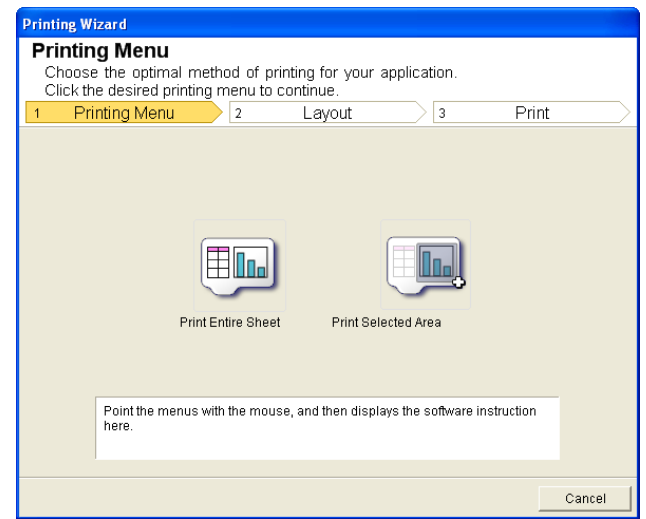 Printing Wizard
Printing Menu
Choose the optimal method of printing for your application.
Click the desired printing menu to continue.
1 Printing Menu 2 Layout 3 Print
Print Entire Sheet Print Selected Area
Point the menus with the mouse, and then displays the software instruction
here.
Cancel